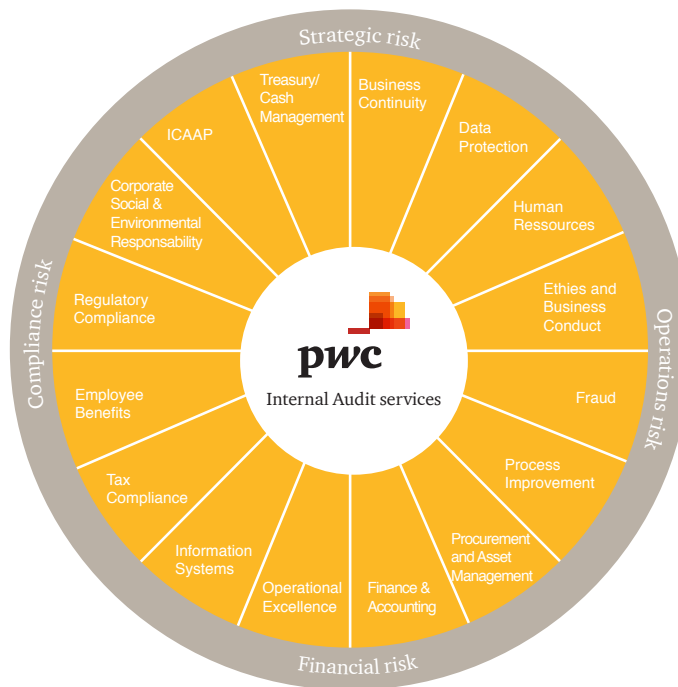 Strategic risk
Treasury/
Cash
Management
Business
Continuity
Data
Protection
Human
Ressources
Ethies and
Business
Conduct
Operations risk
Fraud
Process
Improvement
Procurement
and Asset
Management
Finance &
Accounting
Financial risk
Operational
Excellence
Information
Systems
Tax
Compliance
Employee
Benefits
Compliance risk
Regulatory
Compliance
Corporate
Social &
Environmental
Responsability
ICAAP
pwc
Internal Audit services